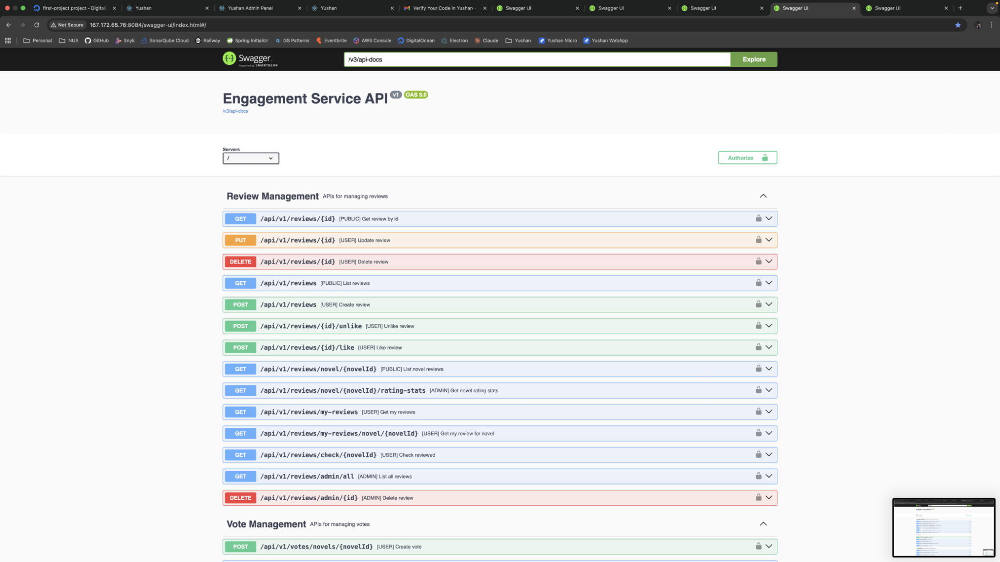 first-project project - Digital
Yushan
Yushan Admin Panel
Yushan
Verify Your Code in Yushan -
Swagger UI
Swagger UI
Swagger UI
Swagger UI
Swagger UI
Not Secure
167.172.65.76:8084/swagger-ui/index.html#/
Personal
NUS
GitHub
Snyk
SonarQube Cloud
Railway
Spring Initializr
GS Patterns
Eventbrite
AWS Console
DigitalOcean
Electron
Claude
Yushan
Yushan Micro
Yushan WebApp
Swagger.
Supported by SMARTBEAR
/v3/api-docs
Explore
Engagement Service API v1 OAS 3.0
/v3/api-docs
Servers
/
Authorize
Review Management APIs for managing reviews
GET /api/v1/reviews/{id} [PUBLIC] Get review by id
PUT /api/v1/reviews/{id} [USER] Update review
DELETE /api/v1/reviews/{id} [USER] Delete review
GET /api/v1/reviews [PUBLIC] List reviews
POST /api/v1/reviews [USER] Create review
POST /api/v1/reviews/{id}/unlike [USER] Unlike review
POST /api/v1/reviews/{id}/like [USER] Like review
GET /api/v1/reviews/novel/{novelId} [PUBLIC] List novel reviews
GET /api/v1/reviews/novel/{novelId}/rating-stats [ADMIN] Get novel rating stats
GET /api/v1/reviews/my-reviews [USER] Get my reviews
GET /api/v1/reviews/my-reviews/novel/{novelId} [USER] Get my review for novel
GET /api/v1/reviews/check/{novelId} [USER] Check reviewed
GET /api/v1/reviews/admin/all [ADMIN] List all reviews
DELETE /api/v1/reviews/admin/{id} [ADMIN] Delete review
Vote Management APIs for managing votes
POST /api/v1/votes/novels/{novelId} [USER] Create vote